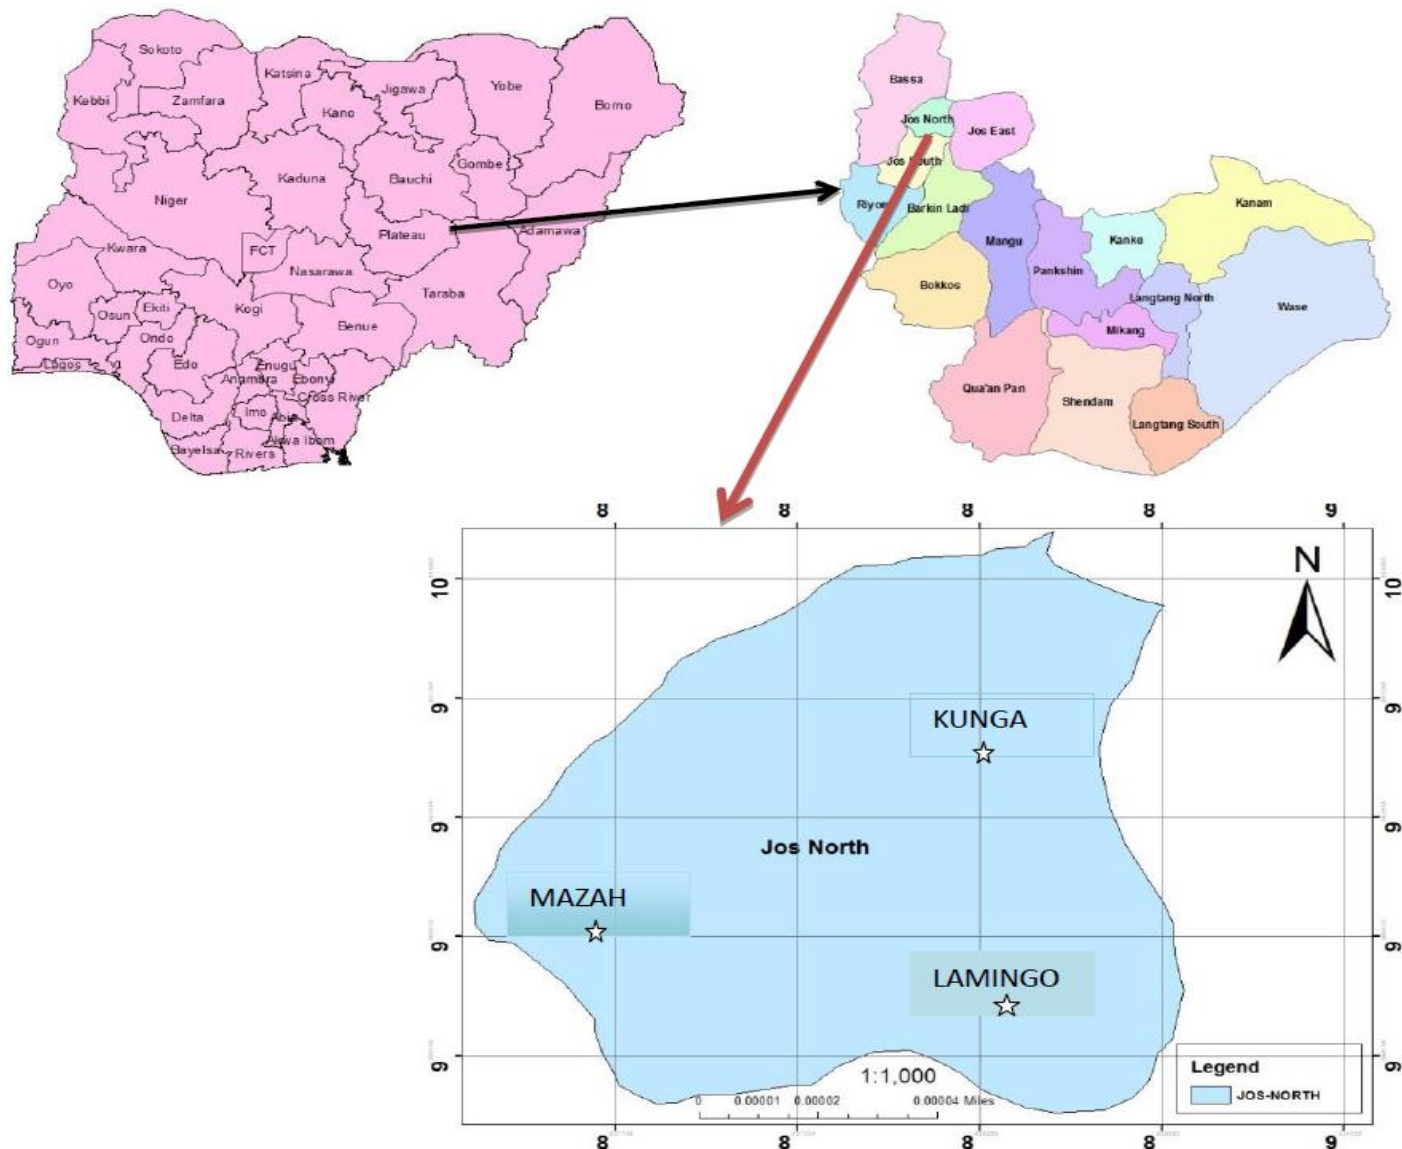 Sokoto
Kebbi
Zamfara
Katsina
Kano
Jigawa
Yobe
Borno
Niger
Kaduna
Bauchi
Gombe
Plateau
Adamawa
FCT
Kwara
Nasarawa
Taraba
Oyo
Osun
Ekiti
Kogi
Benue
Ogun
Ondo
Lagos
Edo
Enugu
Anambra
Ebonyi
Cross River
Delta
Imo
Abia
Akwa Ibom
Bayelsa
Rivers
Bassa
Jos North
Jos East
Jos South
Riyom
Barkin Ladi
Mangu
Kanke
Kanam
Bokkos
Pankshin
Langtang North
Wase
Mikang
Qua'an Pan
Shendam
Langtang South
8 8 8 8 9
N
10 10
9 9
KUNGA
9 9
Jos North
MAZAH
9 9
LAMINGO
9 9
1:1,000
0 0.00001 0.00002 0.00004 Miles
Legend
JOS-NORTH
8 8 8 8 9